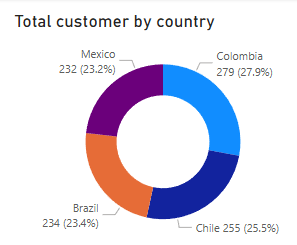 Total customer by country
Mexico
232 (23.2%)
Colombia
279 (27.9%)
Brazil
234 (23.4%)
Chile 255 (25.5%)